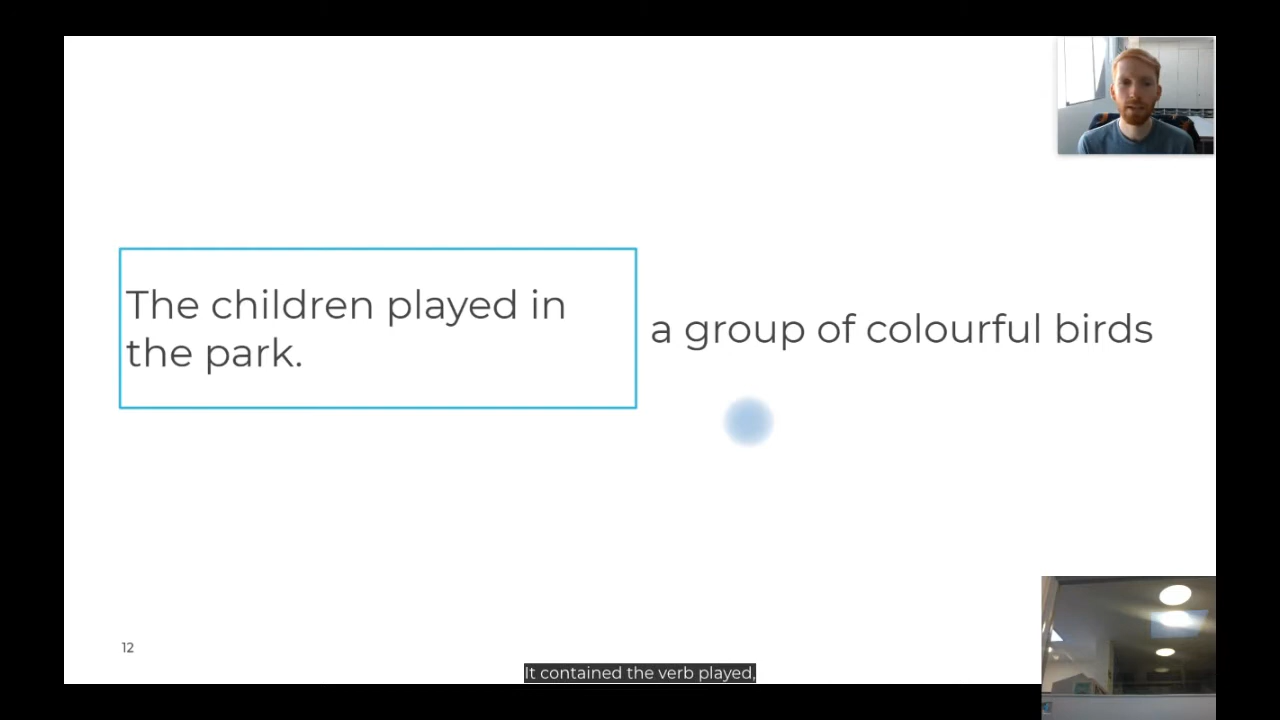 The children played in
the park.
a group of colourful birds
12
It contained the verb played,